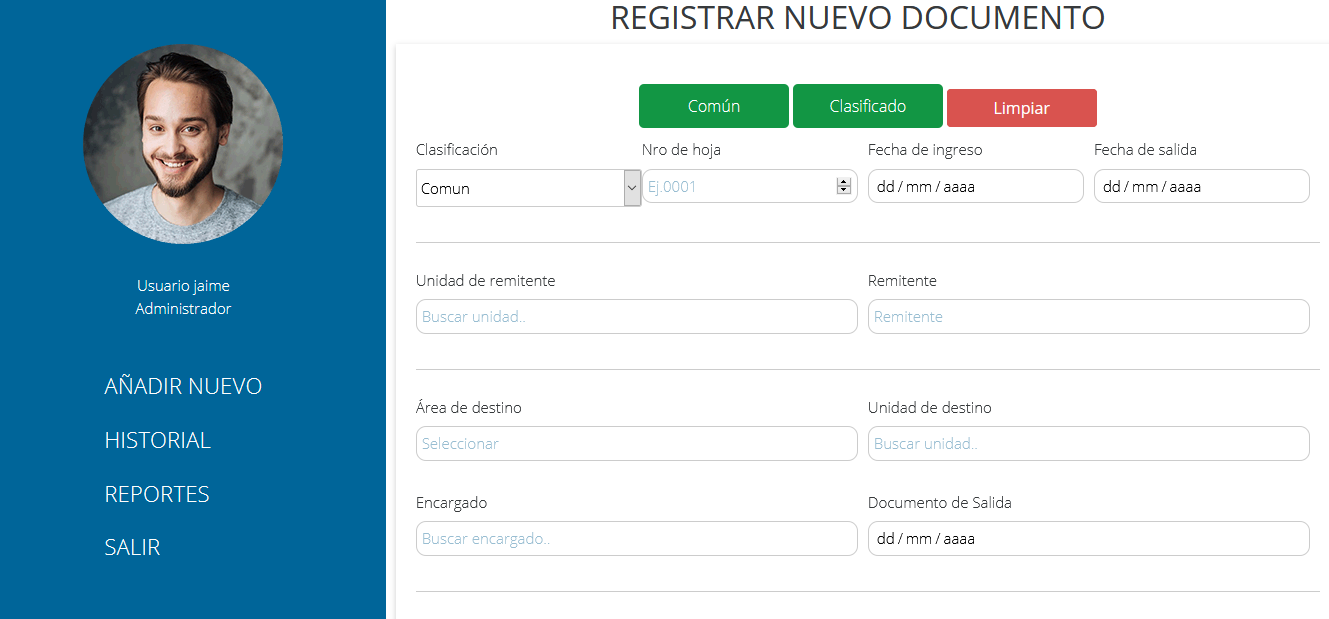 REGISTRAR NUEVO DOCUMENTO
Usuario jaime
Administrador
AÑADIR NUEVO
HISTORIAL
REPORTES
SALIR
Común Clasificado Limpiar
Clasificación Nro de hoja Fecha de ingreso Fecha de salida
Comun Ej.0001 dd / mm / aaaa dd / mm / aaaa
Unidad de remitente Remitente
Buscar unidad.. Remitente
Área de destino Unidad de destino
Seleccionar Buscar unidad..
Encargado Documento de Salida
Buscar encargado.. dd / mm / aaaa